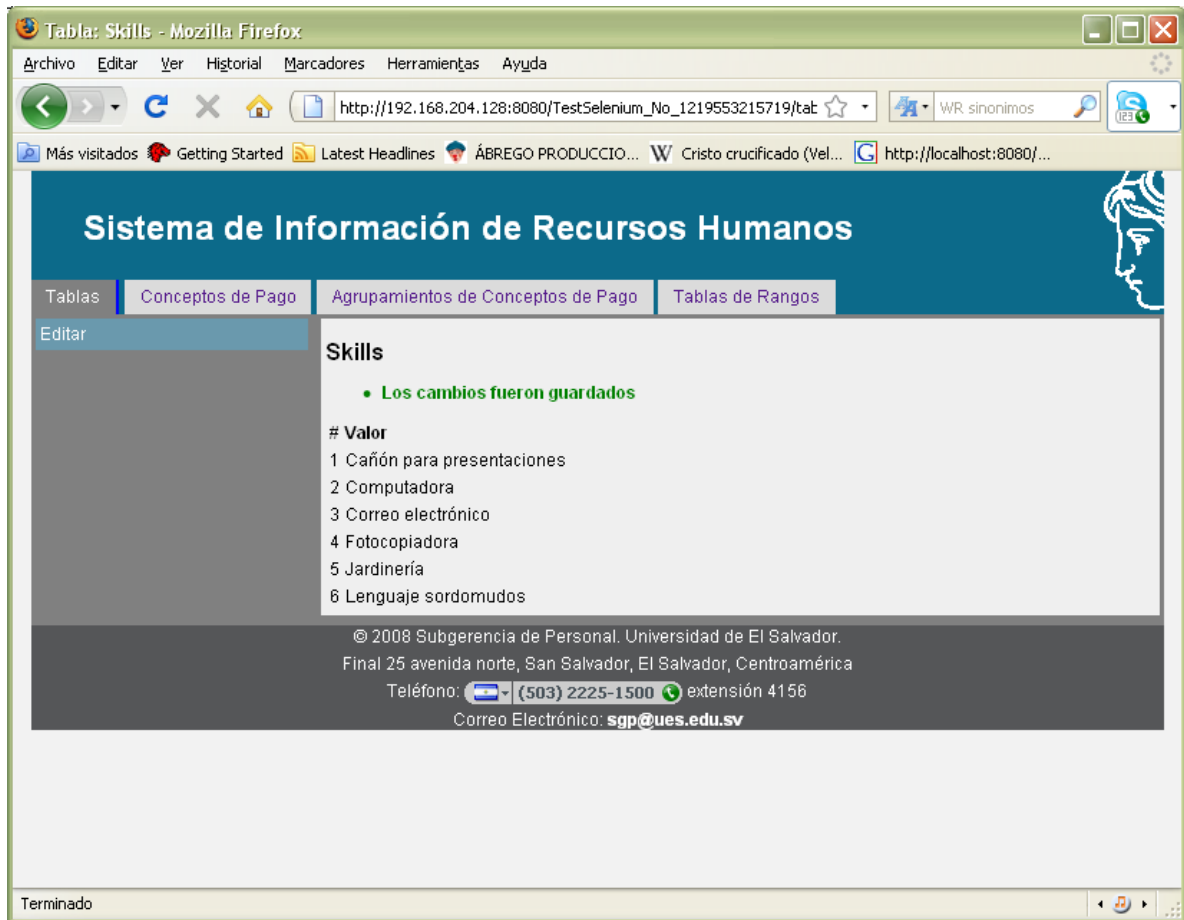 Tabla: Skills - Mozilla Firefox
Archivo Editar Ver Historial Marcadores Herramientas Ayuda
http://192.168.204.128:8080/TestSelenium_No_1219553215719/tab WR sinonimos
Más visitados Getting Started Latest Headlines ÁBREGO PRODUCCIO... W Cristo crucificado (Vel... G http://localhost:8080/...
Sistema de Información de Recursos Humanos
Tablas Conceptos de Pago Agrupamientos de Conceptos de Pago Tablas de Rangos
Editar
Skills
• Los cambios fueron guardados
# Valor
1 Cañón para presentaciones
2 Computadora
3 Correo electrónico
4 Fotocopiadora
5 Jardinería
6 Lenguaje sordomudos
© 2008 Subgerencia de Personal. Universidad de El Salvador.
Final 25 avenida norte, San Salvador, El Salvador, Centroamérica
Teléfono: (503) 2225-1500 extensión 4156
Correo Electrónico: sgp@ues.edu.sv
Terminado